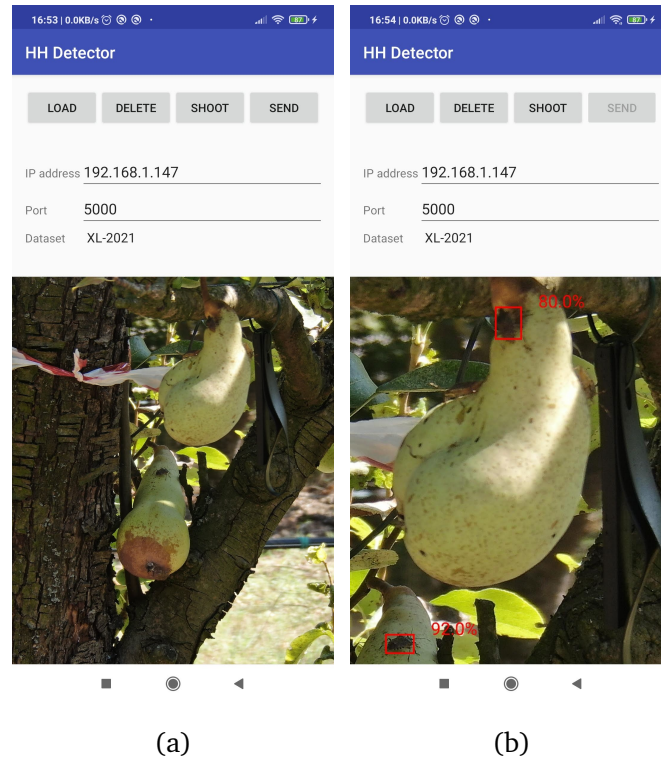 16:53 | 0.0KB/s
67
HH Detector
LOAD DELETE SHOOT SEND
IP address 192.168.1.147
Port 5000
Dataset XL-2021
(a)
16:54 | 0.0KB/s
67
HH Detector
LOAD DELETE SHOOT SEND
IP address 192.168.1.147
Port 5000
Dataset XL-2021
80.0%
92.0%
(b)